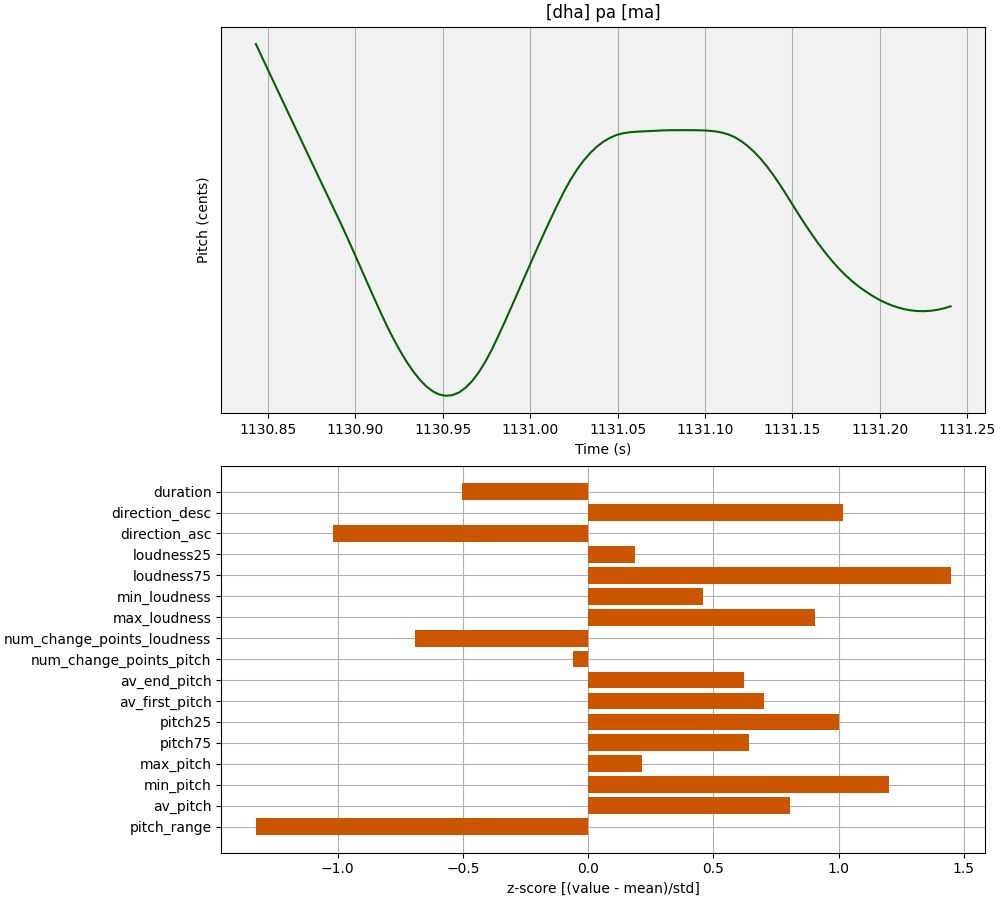 [dha] pa [ma]
Pitch (cents)
1130.85 1130.90 1130.95 1131.00 1131.05 1131.10 1131.15 1131.20 1131.25
Time (s)
duration
direction_desc
direction_asc
loudness25
loudness75
min_loudness
max_loudness
num_change_points_loudness
num_change_points_pitch
av_end_pitch
av_first_pitch
pitch25
pitch75
max_pitch
min_pitch
av_pitch
pitch_range
−1.0 −0.5 0.0 0.5 1.0 1.5
z-score [(value - mean)/std]